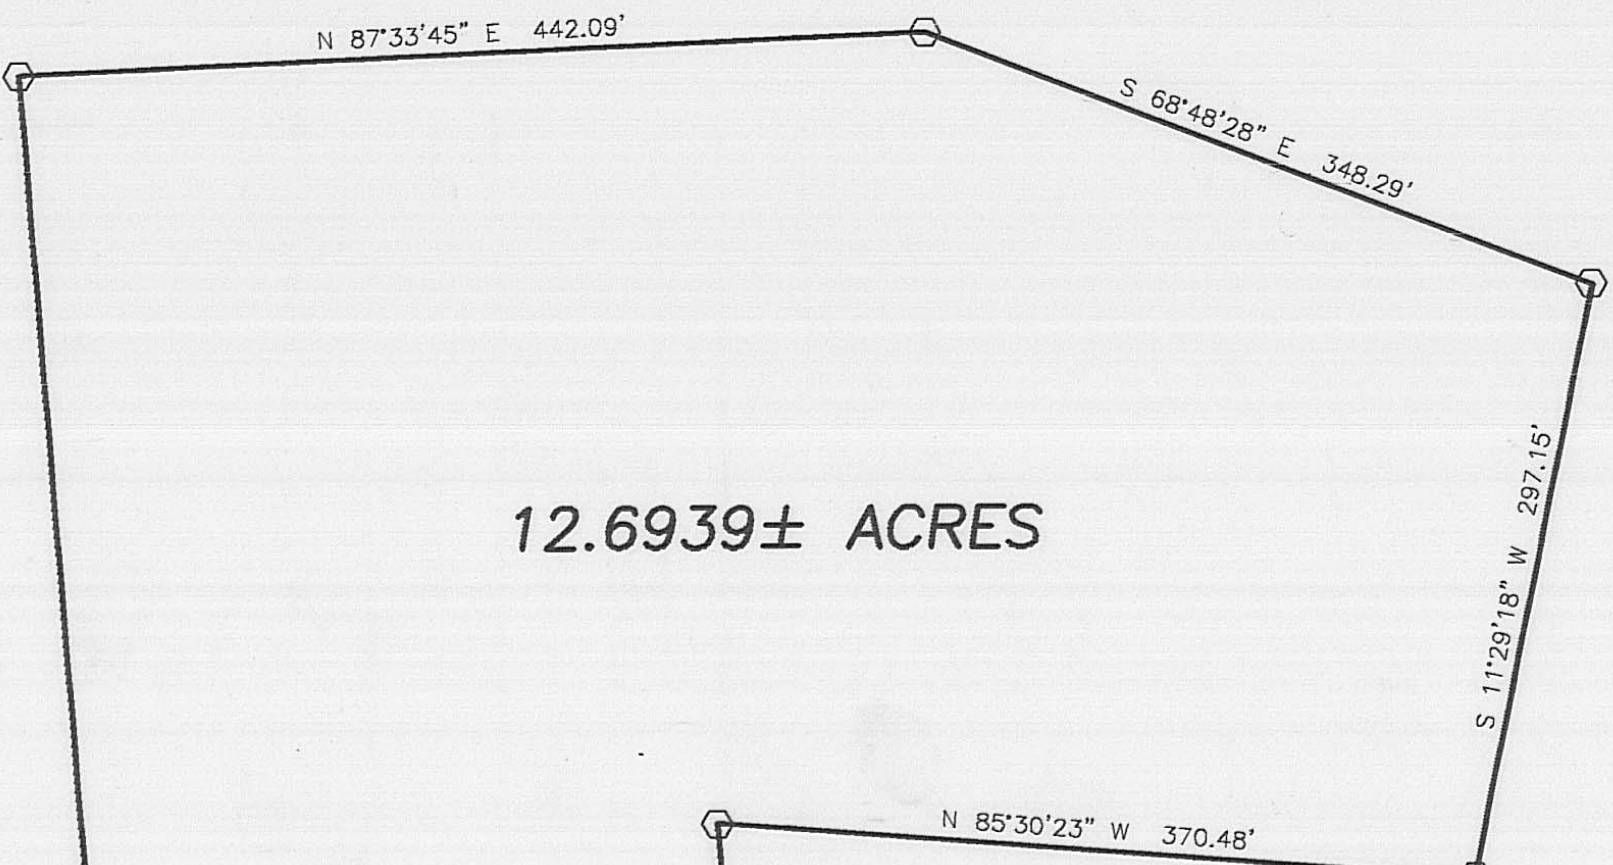 N 87°33'45" E 442.09'
S 68°48'28" E 348.29'
S 11°29'18" W 297.15'
12.6939± ACRES
N 85°30'23" W 370.48'